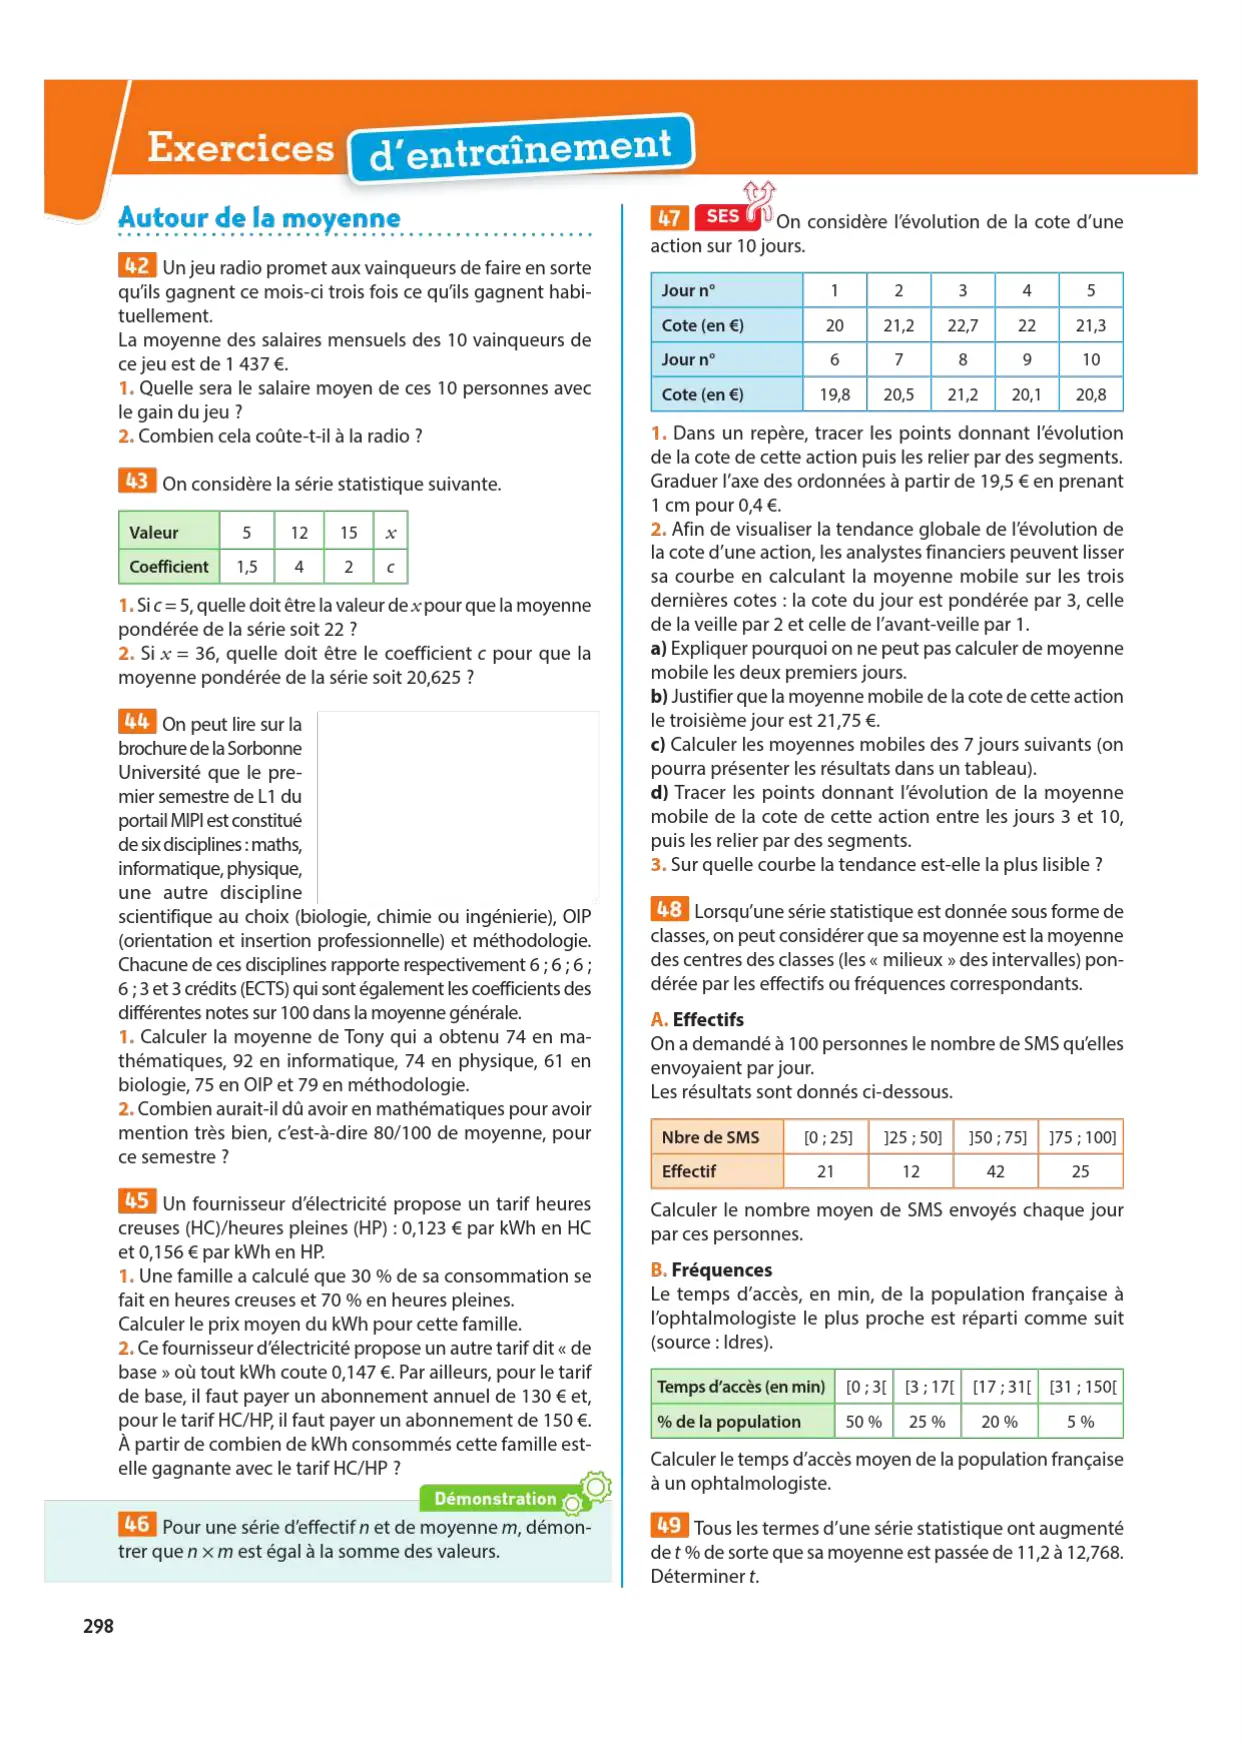 Exercices d'entraînement
Autour de la moyenne
42 Un jeu radio promet aux vainqueurs de faire en sorte
qu'ils gagnent ce mois-ci trois fois ce qu'ils gagnent habi-
tuellement.
La moyenne des salaires mensuels des 10 vainqueurs de
ce jeu est de 1 437 €.
1. Quelle sera le salaire moyen de ces 10 personnes avec
le gain du jeu ?
2. Combien cela coûte-t-il à la radio ?
43 On considère la série statistique suivante.
Valeur 5 12 15 x
Coefficient 1,5 4 2 c
1. Si c = 5, quelle doit être la valeur de x pour que la moyenne
pondérée de la série soit 22 ?
2. Si x = 36, quelle doit être le coefficient c pour que la
moyenne pondérée de la série soit 20,625 ?
44 On peut lire sur la
brochure de la Sorbonne
Université que le pre-
mier semestre de L1 du
portail MIPI est constitué
de six disciplines : maths,
informatique, physique,
une autre discipline
scientifique au choix (biologie, chimie ou ingénierie), OIP
(orientation et insertion professionnelle) et méthodologie.
Chacune de ces disciplines rapporte respectivement 6 ; 6 ; 6 ;
6 ; 3 et 3 crédits (ECTS) qui sont également les coefficients des
différentes notes sur 100 dans la moyenne générale.
1. Calculer la moyenne de Tony qui a obtenu 74 en ma-
thématiques, 92 en informatique, 74 en physique, 61 en
biologie, 75 en OIP et 79 en méthodologie.
2. Combien aurait-il dû avoir en mathématiques pour avoir
mention très bien, c'est-à-dire 80/100 de moyenne, pour
ce semestre ?
45 Un fournisseur d'électricité propose un tarif heures
creuses (HC)/heures pleines (HP) : 0,123 € par kWh en HC
et 0,156 € par kWh en HP.
1. Une famille a calculé que 30 % de sa consommation se
fait en heures creuses et 70 % en heures pleines.
Calculer le prix moyen du kWh pour cette famille.
2. Ce fournisseur d'électricité propose un autre tarif dit « de
base » où tout kWh coute 0,147 €. Par ailleurs, pour le tarif
de base, il faut payer un abonnement annuel de 130 € et,
pour le tarif HC/HP, il faut payer un abonnement de 150 €.
À partir de combien de kWh consommés cette famille est-
elle gagnante avec le tarif HC/HP ?
Démonstration
46 Pour une série d'effectif n et de moyenne m, démon-
trer que n × m est égal à la somme des valeurs.
298
47 SES On considère l'évolution de la cote d'une
action sur 10 jours.
Jour n° 1 2 3 4 5
Cote (en €) 20 21,2 22,7 22 21,3
Jour n° 6 7 8 9 10
Cote (en €) 19,8 20,5 21,2 20,1 20,8
1. Dans un repère, tracer les points donnant l'évolution
de la cote de cette action puis les relier par des segments.
Graduer l'axe des ordonnées à partir de 19,5 € en prenant
1 cm pour 0,4 €.
2. Afin de visualiser la tendance globale de l'évolution de
la cote d'une action, les analystes financiers peuvent lisser
sa courbe en calculant la moyenne mobile sur les trois
dernières cotes : la cote du jour est pondérée par 3, celle
de la veille par 2 et celle de l'avant-veille par 1.
a) Expliquer pourquoi on ne peut pas calculer de moyenne
mobile les deux premiers jours.
b) Justifier que la moyenne mobile de la cote de cette action
le troisième jour est 21,75 €.
c) Calculer les moyennes mobiles des 7 jours suivants (on
pourra présenter les résultats dans un tableau).
d) Tracer les points donnant l'évolution de la moyenne
mobile de la cote de cette action entre les jours 3 et 10,
puis les relier par des segments.
3. Sur quelle courbe la tendance est-elle la plus lisible ?
48 Lorsqu'une série statistique est donnée sous forme de
classes, on peut considérer que sa moyenne est la moyenne
des centres des classes (les « milieux » des intervalles) pon-
dérée par les effectifs ou fréquences correspondants.
A. Effectifs
On a demandé à 100 personnes le nombre de SMS qu'elles
envoyaient par jour.
Les résultats sont donnés ci-dessous.
Nbre de SMS [0 ; 25] ]25 ; 50] ]50 ; 75] ]75 ; 100]
Effectif 21 12 42 25
Calculer le nombre moyen de SMS envoyés chaque jour
par ces personnes.
B. Fréquences
Le temps d'accès, en min, de la population française à
l'ophtalmologiste le plus proche est réparti comme suit
(source : Idres).
Temps d'accès (en min) [0 ; 3[ [3 ; 17[ [17 ; 31[ [31 ; 150[
% de la population 50 % 25 % 20 % 5 %
Calculer le temps d'accès moyen de la population française
à un ophtalmologiste.
49 Tous les termes d'une série statistique ont augmenté
de t % de sorte que sa moyenne est passée de 11,2 à 12,768.
Déterminer t.